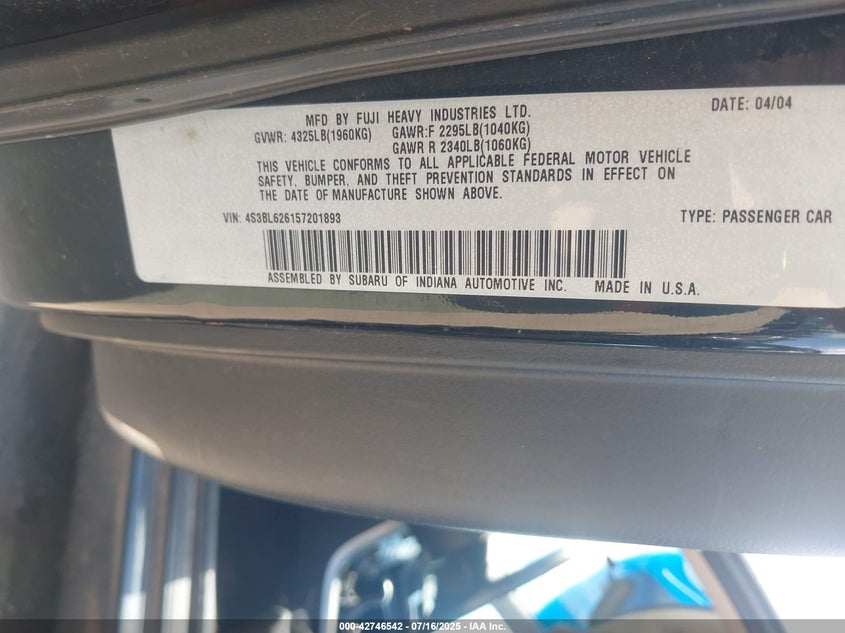 MFD BY FUJI HEAVY INDUSTRIES LTD. DATE: 04/04
GVWR: 4325LB(1960KG) GAWR:F 2295LB(1040KG)
GAWR R 2340LB(1060KG)
THIS VEHICLE CONFORMS TO ALL APPLICABLE FEDERAL MOTOR VEHICLE
SAFETY, BUMPER, AND THEFT PREVENTION STANDARDS IN EFFECT ON
THE DATE OF MANUFACTURE SHOWN ABOVE.
VIN: 4S3BL626157201893 TYPE: PASSENGER CAR
ASSEMBLED BY SUBARU OF INDIANA AUTOMOTIVE INC. MADE IN U.S.A.
000-42746542 - 07/16/2025 - IAA Inc.